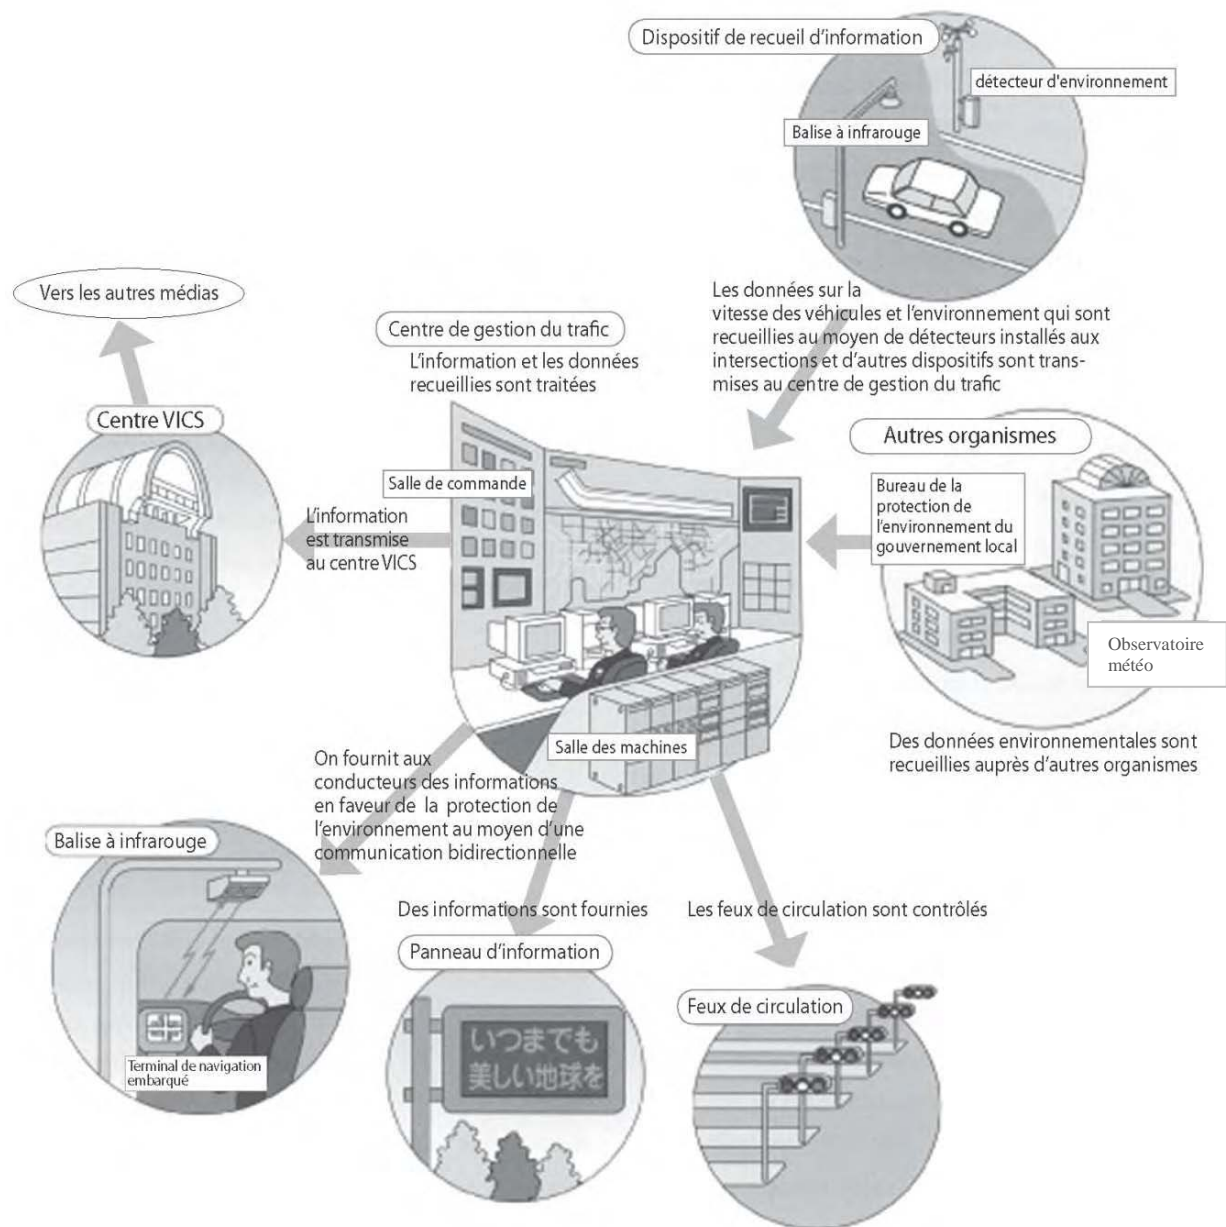 Dispositif de recueil d'information
détecteur d'environnement
Balise à infrarouge
Les données sur la
vitesse des véhicules et l'environnement qui sont
recueillies au moyen de détecteurs installés aux
intersections et d'autres dispositifs sont trans-
mises au centre de gestion du trafic
Vers les autres médias
Centre de gestion du trafic
L'information et les données
recueillies sont traitées
Centre VICS
Autres organismes
Salle de commande
Bureau de la
protection de
l'environnement du
gouvernement local
L'information
est transmise
au centre VICS
Observatoire
météo
Salle des machines
Des données environnementales sont
recueillies auprès d'autres organismes
On fournit aux
conducteurs des informations
en faveur de la protection de
l'environnement au moyen d'une
communication bidirectionnelle
Balise à infrarouge
Terminal de navigation
embarqué
Des informations sont fournies
Panneau d'information
いつまでも
美しい地球を
Les feux de circulation sont contrôlés
Feux de circulation